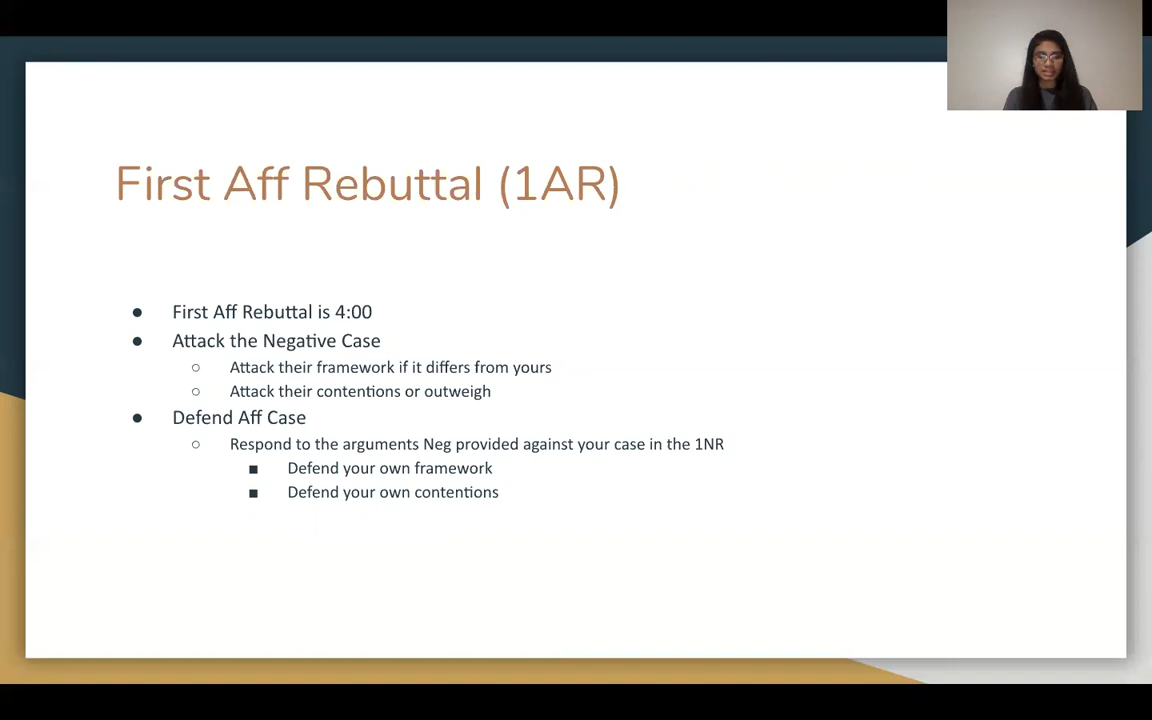 First Aff Rebuttal (1AR)
● First Aff Rebuttal is 4:00
● Attack the Negative Case
○ Attack their framework if it differs from yours
○ Attack their contentions or outweigh
● Defend Aff Case
○ Respond to the arguments Neg provided against your case in the 1NR
■ Defend your own framework
■ Defend your own contentions